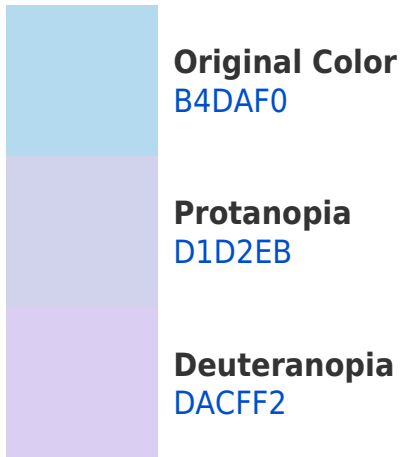 Original Color
B4DAF0
Protanopia
D1D2EB
Deuteranopia
DACFF2